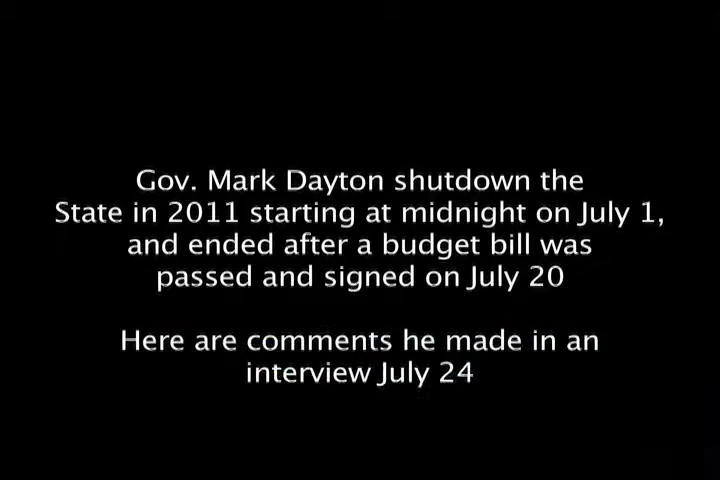 Gov. Mark Dayton shutdown the
State in 2011 starting at midnight on July 1,
and ended after a budget bill was
passed and signed on July 20
Here are comments he made in an
interview July 24